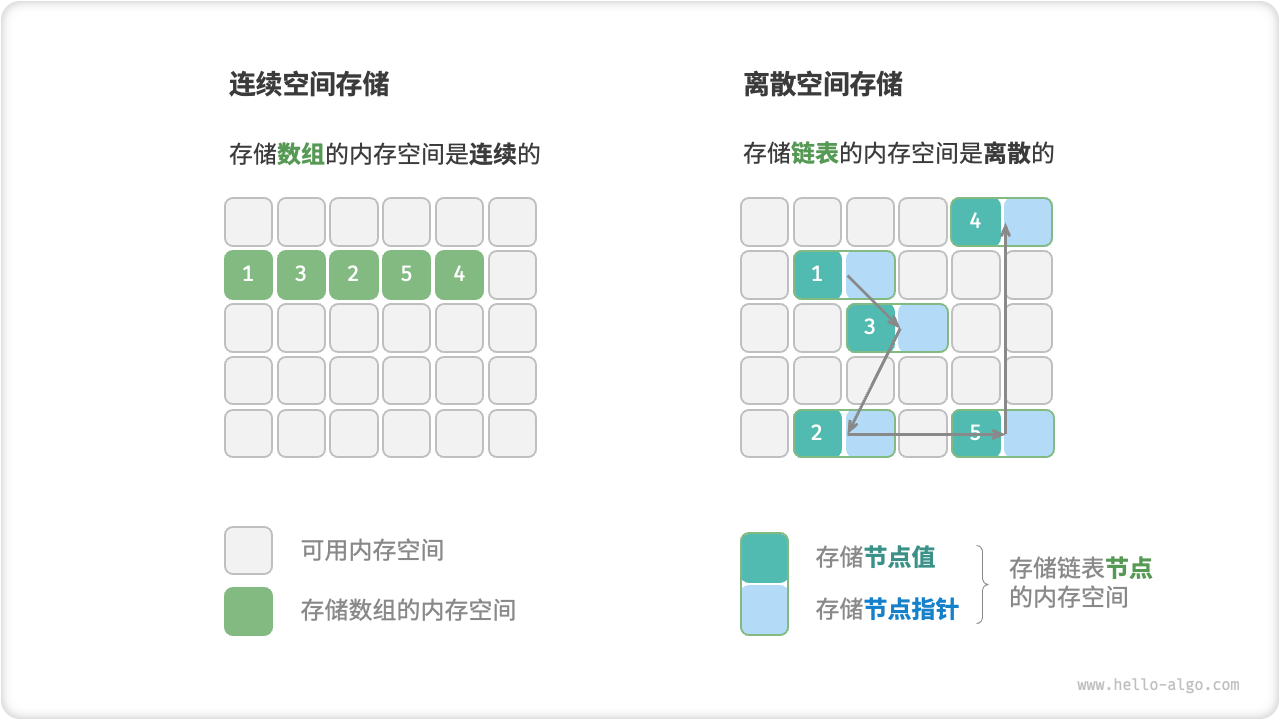 连续空间存储
存储数组的内存空间是连续的
1 3 2 5 4
可用内存空间
存储数组的内存空间
离散空间存储
存储链表的内存空间是离散的
4
1
3
2 5
存储节点值
存储节点指针
存储链表节点
的内存空间
www.hello-algo.com